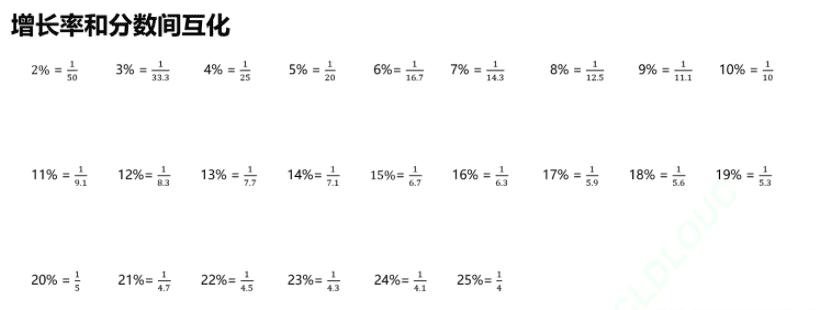 增长率和分数间互化
2% = 1/50 3% = 1/33.3 4% = 1/25 5% = 1/20 6%= 1/16.7 7% = 1/14.3 8% = 1/12.5 9% = 1/11.1 10% = 1/10
11% = 1/9.1 12%= 1/8.3 13% = 1/7.7 14%= 1/7.1 15%= 1/6.7 16% = 1/6.3 17% = 1/5.9 18% = 1/5.6 19% = 1/5.3
20% = 1/5 21%= 1/4.7 22%= 1/4.5 23%= 1/4.3 24%= 1/4.1 25%= 1/4